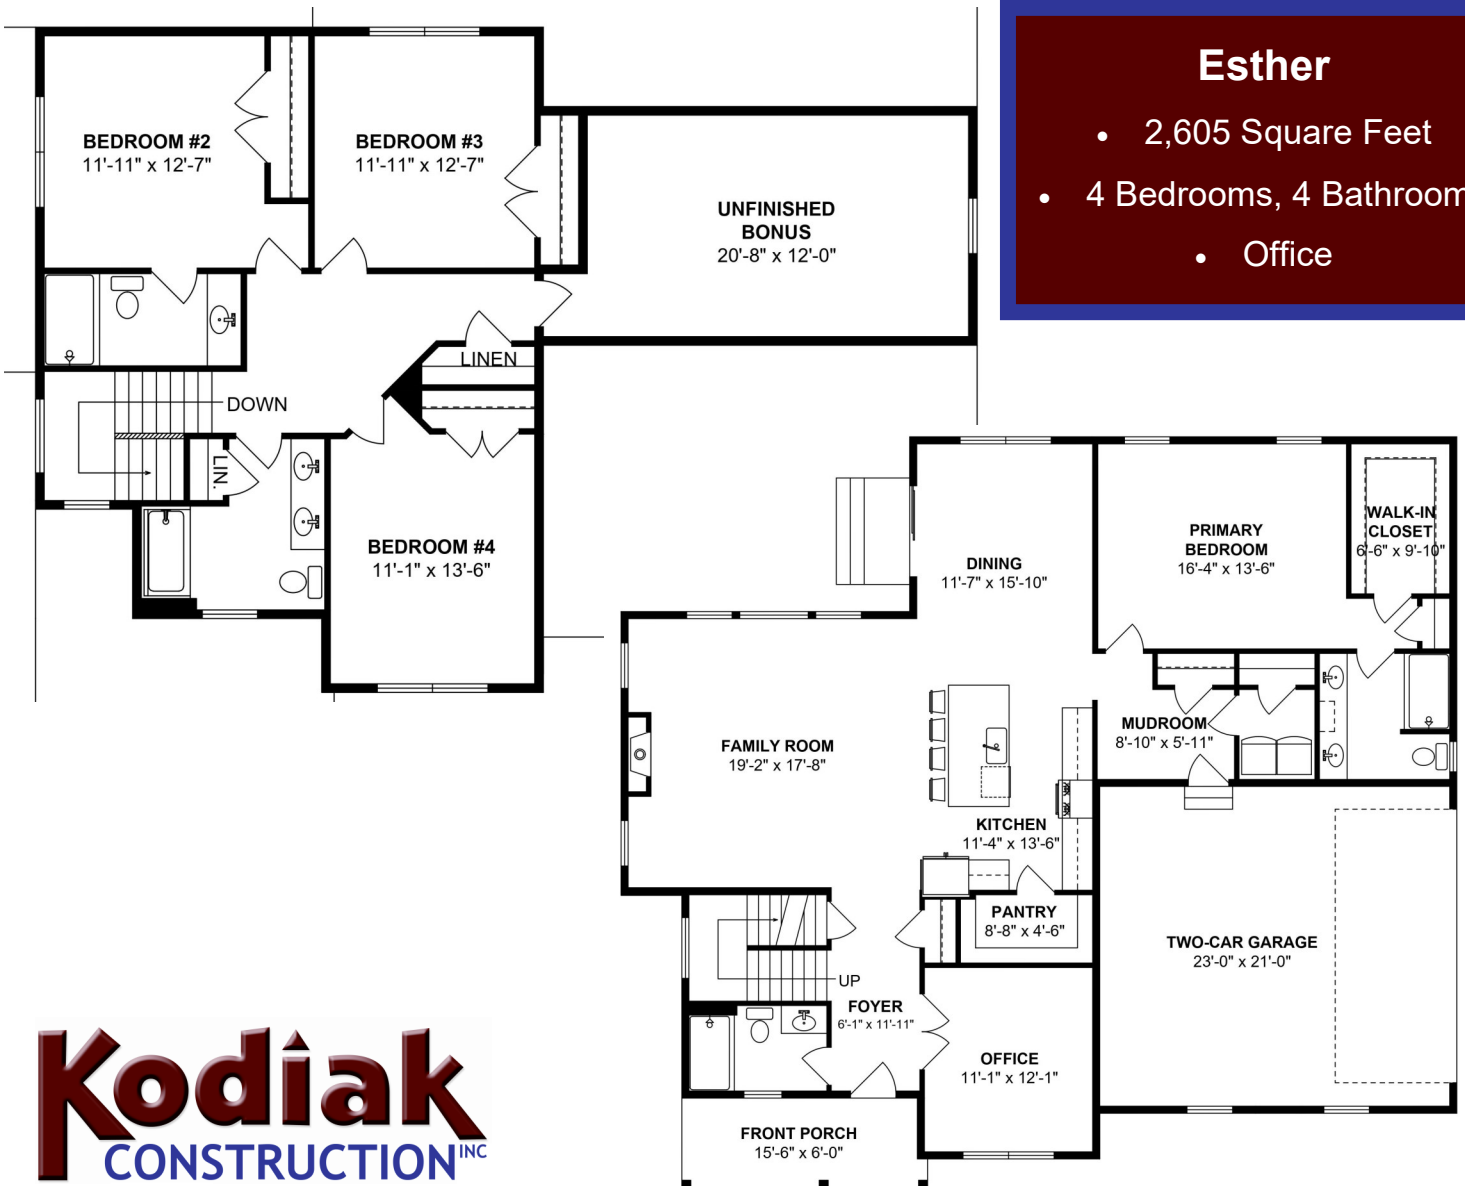 Esther
• 2,605 Square Feet
• 4 Bedrooms, 4 Bathroom
• Office
BEDROOM #2
11'-11" x 12'-7"
BEDROOM #3
11'-11" x 12'-7"
UNFINISHED
BONUS
20'-8" x 12'-0"
LINEN
DOWN
LIN.
BEDROOM #4
11'-1" x 13'-6"
PRIMARY
BEDROOM
16'-4" x 13'-6"
WALK-IN
CLOSET
6'-6" x 9'-10"
DINING
11'-7" x 15'-10"
MUDROOM
8'-10" x 5'-11"
FAMILY ROOM
19'-2" x 17'-8"
KITCHEN
11'-4" x 13'-6"
PANTRY
8'-8" x 4'-6"
TWO-CAR GARAGE
23'-0" x 21'-0"
UP
FOYER
6'-1" x 11'-11"
OFFICE
11'-1" x 12'-1"
FRONT PORCH
15'-6" x 6'-0"
Kodiak
CONSTRUCTION INC